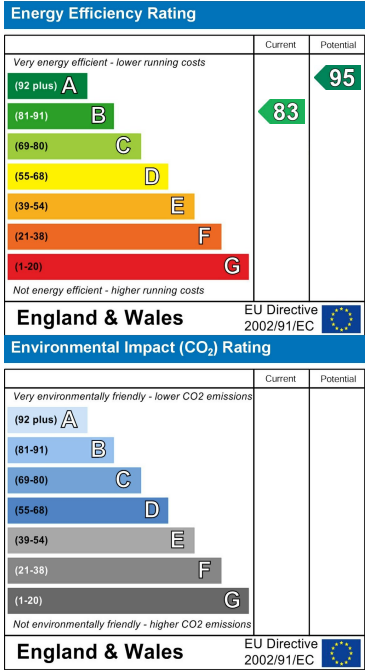 Energy Efficiency Rating
Current Potential
Very energy efficient - lower running costs
(92 plus) A
95
(81-91) B
83
(69-80) C
(55-68) D
(39-54) E
(21-38) F
(1-20) G
Not energy efficient - higher running costs
England & Wales
EU Directive
2002/91/EC
Environmental Impact (CO₂) Rating
Current Potential
Very environmentally friendly - lower CO2 emissions
(92 plus) A
(81-91) B
(69-80) C
(55-68) D
(39-54) E
(21-38) F
(1-20) G
Not environmentally friendly - higher CO2 emissions
England & Wales
EU Directive
2002/91/EC